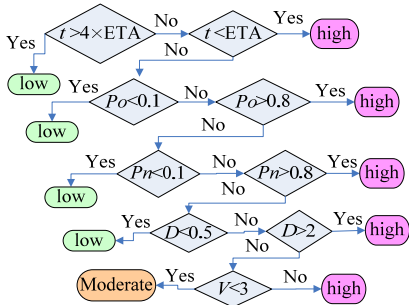 No
Yes
Yes
t >4×ETA
t <ETA
high
low
No
Yes
No
Yes
Po<0.1
Po>0.8
high
low
No
Yes
No
Yes
Pn<0.1
Pn>0.8
high
low
No
Yes
No
Yes
D<0.5
D>2
high
low
No
Yes
No
Moderate
V<3
high